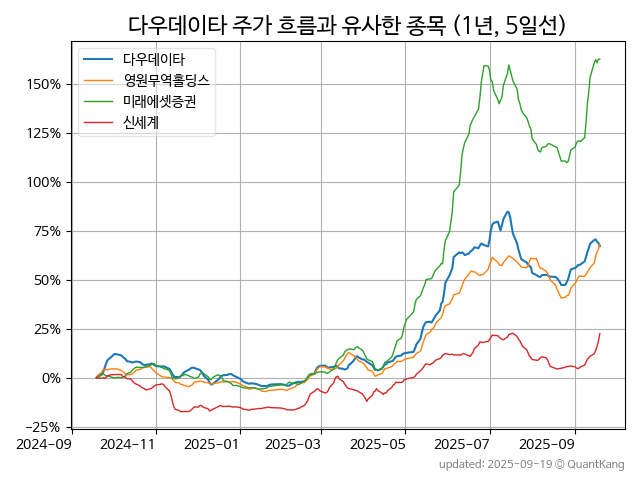 다우데이타 주가 흐름과 유사한 종목 (1년, 5일선)
다우데이타
영원무역홀딩스
미래에셋증권
신세계
150%
125%
100%
75%
50%
25%
0%
−25%
2024-09 2024-11 2025-01 2025-03 2025-05 2025-07 2025-09
updated: 2025-09-19 © QuantKang